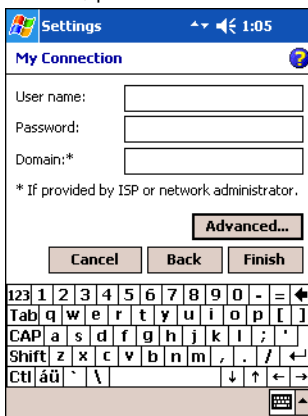 Settings 1:05
My Connection ?
User name:
Password:
Domain:*
* If provided by ISP or network administrator.
Advanced...
Cancel Back Finish
123 1 2 3 4 5 6 7 8 9 0 - =
Tab q w e r t y u i o p [ ]
CAP a s d f g h j k l ; '
Shift z x c v b n m , . /
Ctl áü ` \